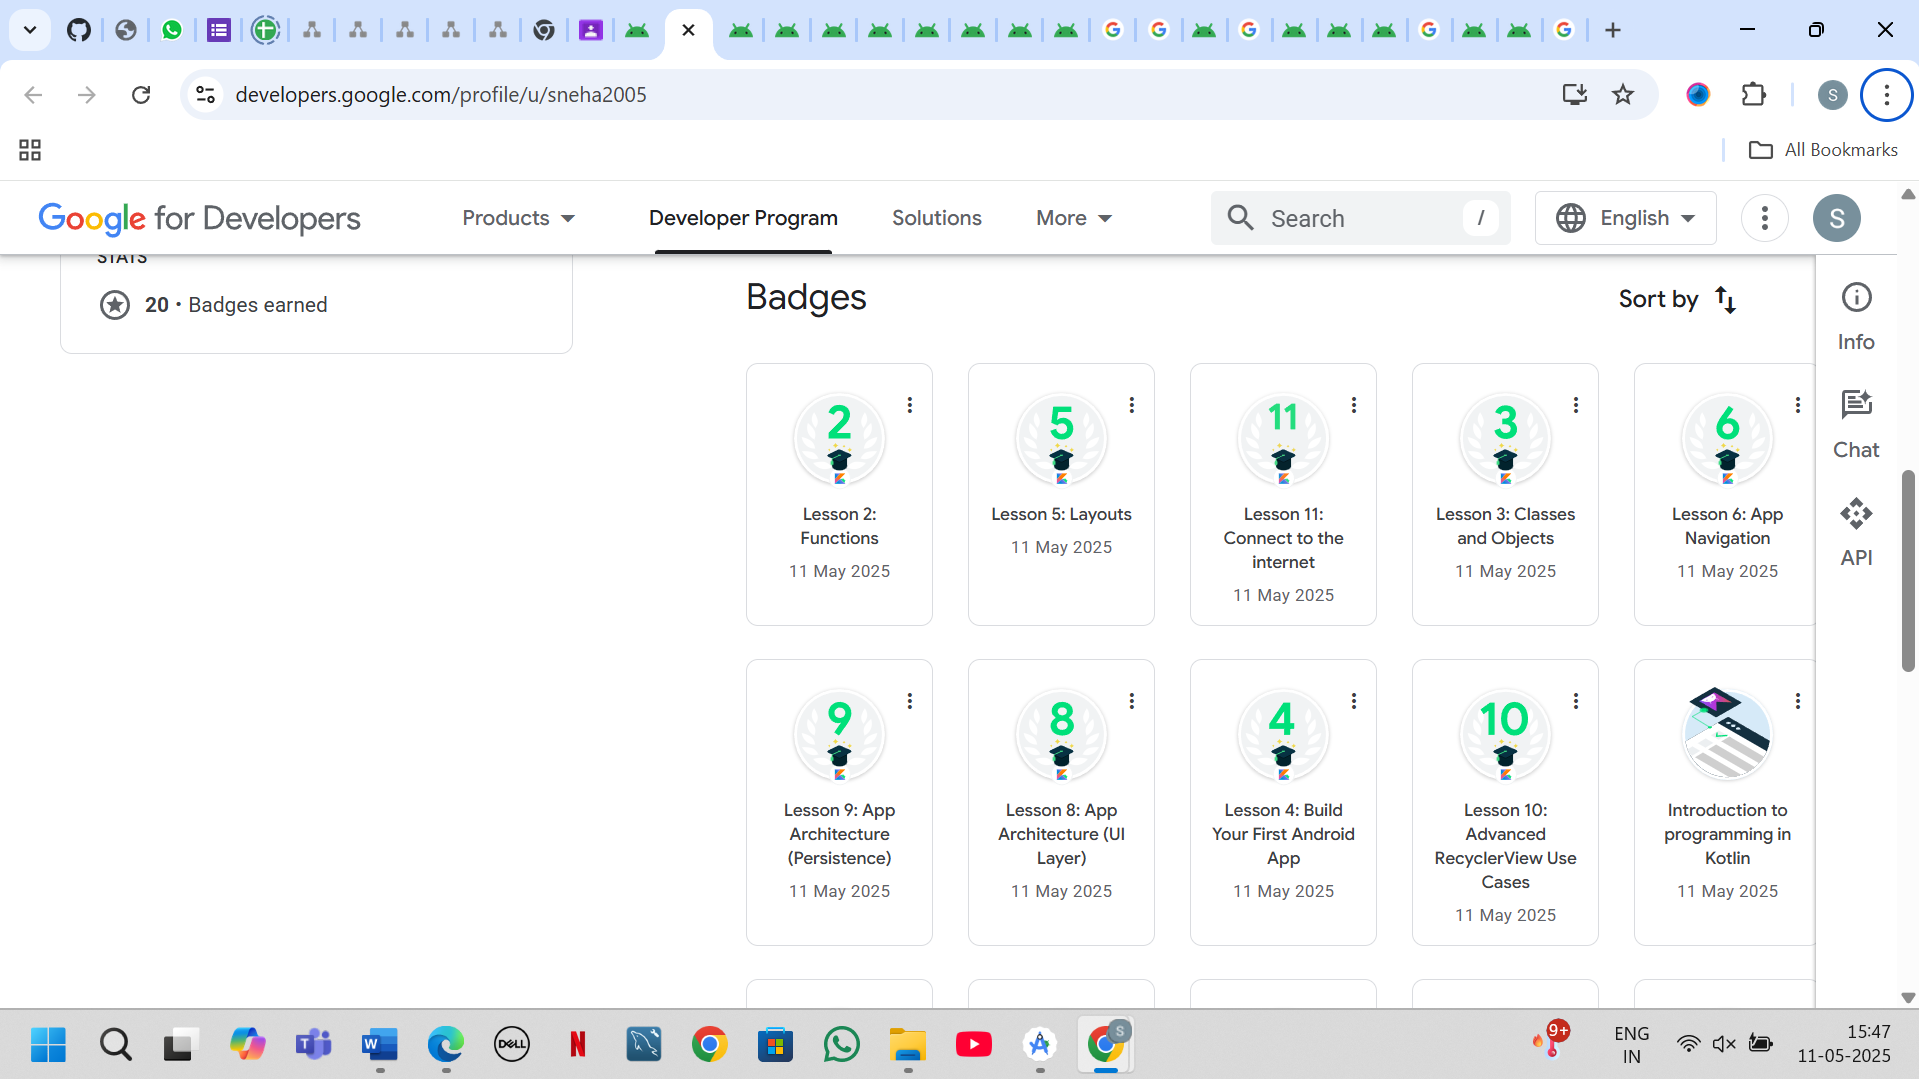 developers.google.com/profile/u/sneha2005
S
All Bookmarks
Google for Developers
Products
Developer Program
Solutions
More
Search
/
English
S
STATS
20 • Badges earned
Badges
Sort by
Info
Chat
API
2
Lesson 2:
Functions
11 May 2025
5
Lesson 5: Layouts
11 May 2025
11
Lesson 11:
Connect to the
internet
11 May 2025
3
Lesson 3: Classes
and Objects
11 May 2025
6
Lesson 6: App
Navigation
11 May 2025
9
Lesson 9: App
Architecture
(Persistence)
11 May 2025
8
Lesson 8: App
Architecture (UI
Layer)
11 May 2025
4
Lesson 4: Build
Your First Android
App
11 May 2025
10
Lesson 10:
Advanced
RecyclerView Use
Cases
11 May 2025
Introduction to
programming in
Kotlin
11 May 2025
T
W
DELL
N
S
9+
ENG
IN
15:47
11-05-2025